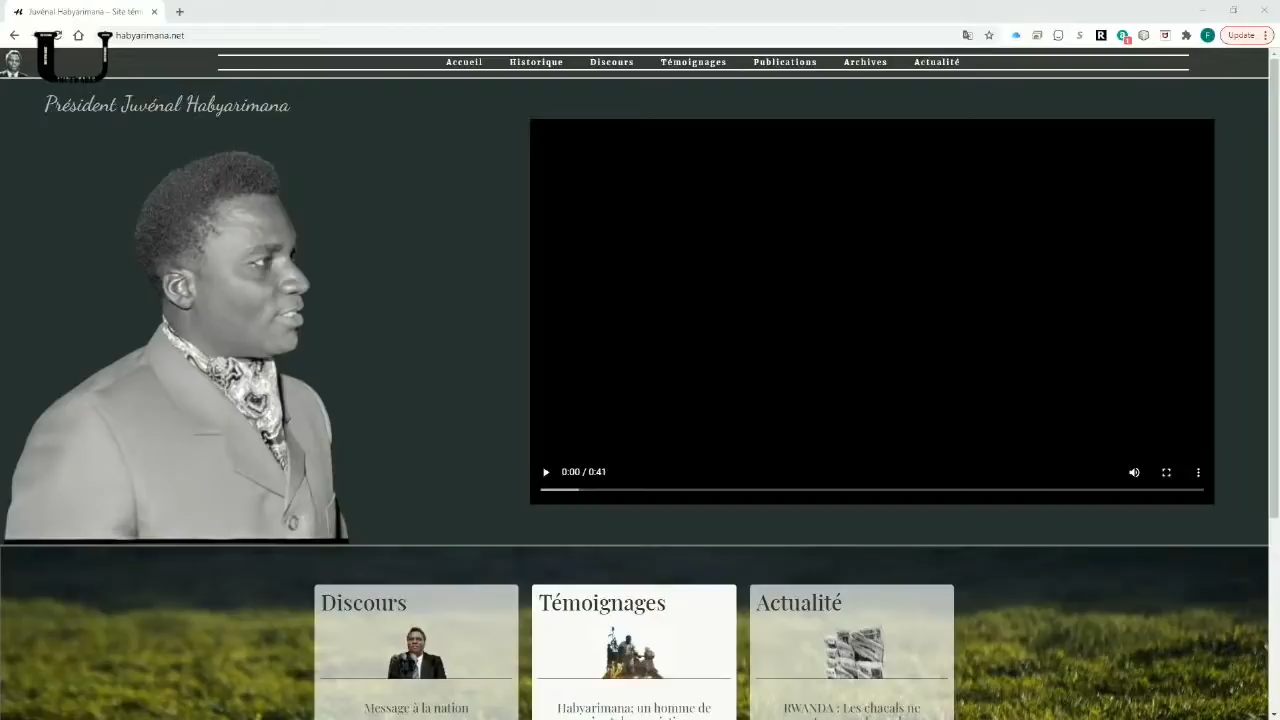 Juvénal Habyarimana – Site tém
habyarimana.net
Update
U
Accueil Historique Discours Témoignages Publications Archives Actualité
Président Juvénal Habyarimana
0:00 / 0:41
Discours
Témoignages
Actualité
Message à la nation
Habyarimana; un homme de
RWANDA : Les chacals ne